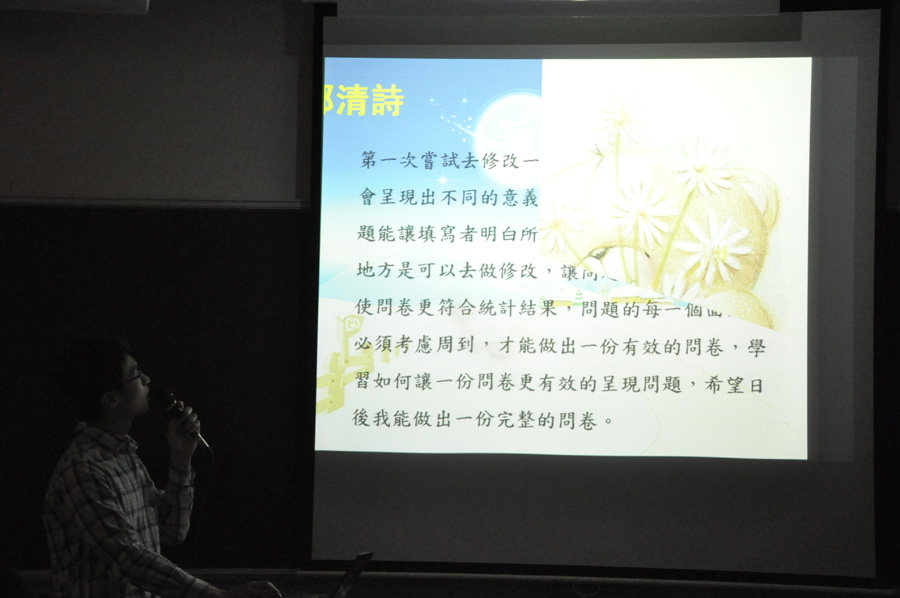 清詩
第一次嘗試去修改一
會呈現出不同的意義
題能讓填寫者明白所
地方是可以去做修改，讓問
使問卷更符合統計結果，問題的每一個面
必須考慮周到，才能做出一份有效的問卷，學
習如何讓一份問卷更有效的呈現問題，希望日
後我能做出一份完整的問卷。
GO